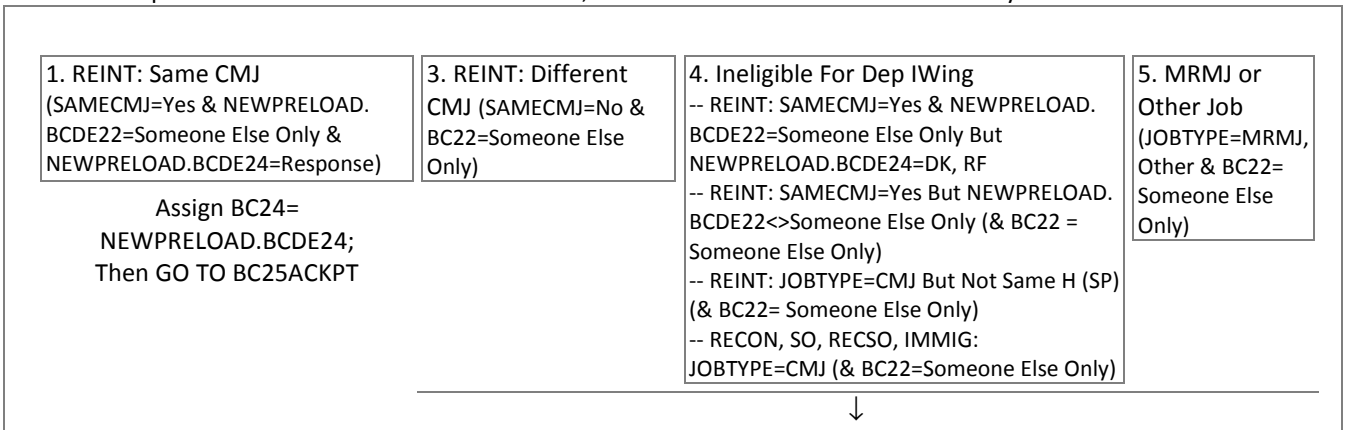 1. REINT: Same CMJ
(SAMECMJ=Yes & NEWPRELOAD.
BCDE22=Someone Else Only &
NEWPRELOAD.BCDE24=Response)
Assign BC24=
NEWPRELOAD.BCDE24;
Then GO TO BC25ACKPT
3. REINT: Different
CMJ (SAMECMJ=No &
BC22=Someone Else
Only)
4. Ineligible For Dep IWing
-- REINT: SAMECMJ=Yes & NEWPRELOAD.
BCDE22=Someone Else Only But
NEWPRELOAD.BCDE24=DK, RF
-- REINT: SAMECMJ=Yes But NEWPRELOAD.
BCDE22<>Someone Else Only (& BC22 =
Someone Else Only)
-- REINT: JOBTYPE=CMJ But Not Same H (SP)
(& BC22= Someone Else Only)
-- RECON, SO, RECSO, IMMIG:
JOBTYPE=CMJ (& BC22=Someone Else Only)
5. MRMJ or
Other Job
(JOBTYPE=MRMJ,
Other & BC22=
Someone Else
Only)
↓